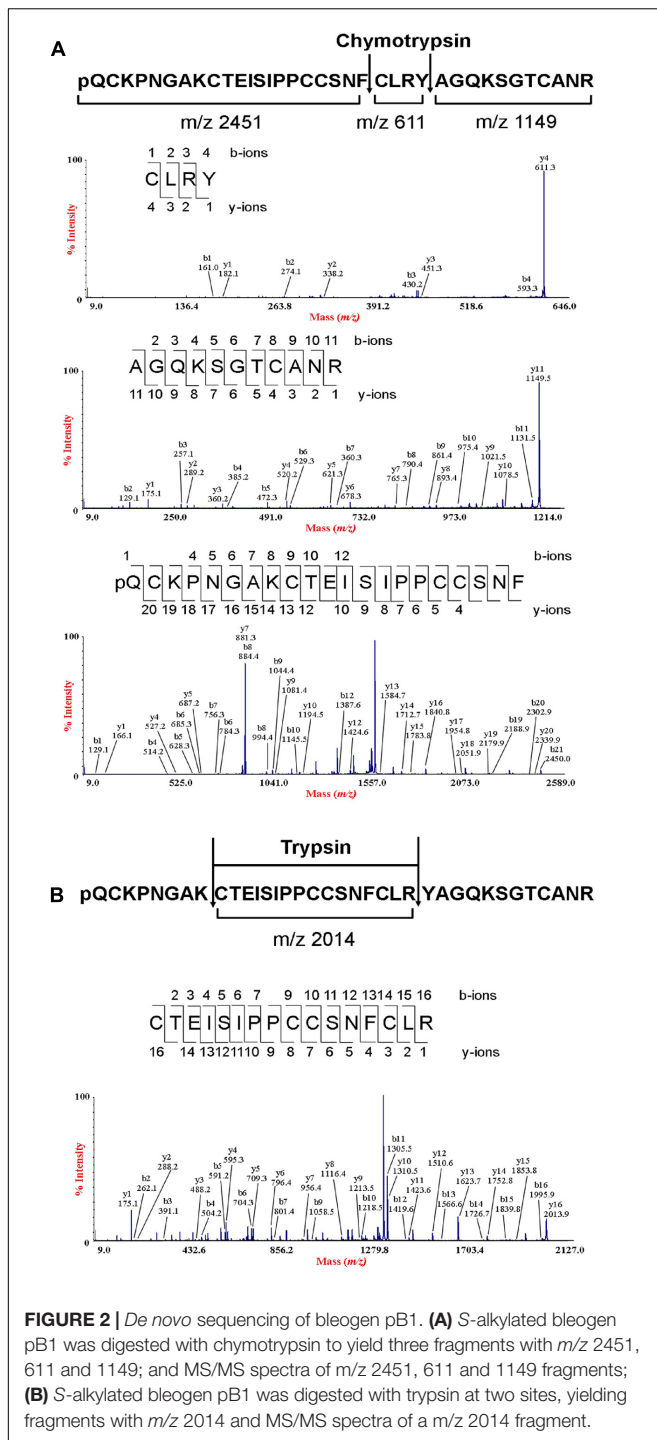 A
Chymotrypsin
pQCKPNGAKCTEISIPPCCSNFCLRYAGQKSGTCANR
m/z 2451 m/z 611 m/z 1149
1 2 3 4 b-ions
C L R Y
4 3 2 1 y-ions
100
% Intensity
b1 161.0
y1 182.1
b2 274.1
y2 338.2
b3 430.2
y3 451.3
b4 593.3
y4 611.3
9.0 136.4 263.8 391.2 518.6 646.0
Mass (m/z)
2 3 4 5 6 7 8 9 10 11 b-ions
A G Q K S G T C A N R
11 10 9 8 7 6 5 4 3 2 1 y-ions
100
% Intensity
b2 129.1
y1 175.1
b3 257.1
y2 289.2
y3 360.2
b4 385.2
b5 472.3
y4 520.2
b6 529.3
y5 621.3
b7 360.3
y6 678.3
y7 765.3
b8 790.4
b9 861.4
y8 893.4
b10 975.4
y9 1021.5
y10 1078.5
b11 1131.5
y11 1149.5
9.0 250.0 491.0 732.0 973.0 1214.0
Mass (m/z)
1 4 5 6 7 8 9 10 12 b-ions
pQCKPNGAKCTEISIPPCCSNF
20 19 18 17 16 15 14 13 12 10 9 8 7 6 5 4 y-ions
100
% Intensity
b1 129.1
y1 166.1
y4 527.2
b4 514.2
b5 628.3
b6 685.3
y5 687.2
b7 756.3
b6 784.3
y7 881.3
b8 884.4
b8 994.4
b9 1044.4
y9 1081.4
b10 1145.5
y10 1194.5
b12 1387.6
y12 1424.6
y13 1584.7
y14 1712.7
y15 1783.8
y16 1840.8
y17 1954.8
y18 2051.9
y19 2179.9
b19 2188.9
b20 2302.9
y20 2339.9
b21 2450.0
9.0 525.0 1041.0 1557.0 2073.0 2589.0
Mass (m/z)
Trypsin
B
pQCKPNGAKCTEISIPPCCSNFCLRYAGQKSGTCANR
m/z 2014
2 3 4 5 6 7 9 10 11 12 13 14 15 16 b-ions
C T E I S I P P C C S N F C L R
16 14 13 12 11 10 9 8 7 6 5 4 3 2 1 y-ions
100
% Intensity
y1 175.1
b2 262.1
y2 288.2
b3 391.1
y3 488.2
b4 504.2
b5 591.2
y4 595.3
b6 704.3
y5 709.3
y6 796.4
b7 801.4
y7 956.4
b9 1058.5
y8 1116.4
y9 1213.5
b10 1218.5
b11 1305.5
y10 1310.5
b12 1419.6
y11 1423.6
y12 1510.6
b13 1566.6
y13 1623.7
b14 1726.7
y14 1752.8
b15 1839.8
y15 1853.8
b16 1995.9
y16 2013.9
9.0 432.6 856.2 1279.8 1703.4 2127.0
Mass (m/z)
FIGURE 2 | De novo sequencing of bleogen pB1. (A) S-alkylated bleogen
pB1 was digested with chymotrypsin to yield three fragments with m/z 2451,
611 and 1149; and MS/MS spectra of m/z 2451, 611 and 1149 fragments;
(B) S-alkylated bleogen pB1 was digested with trypsin at two sites, yielding
fragments with m/z 2014 and MS/MS spectra of a m/z 2014 fragment.